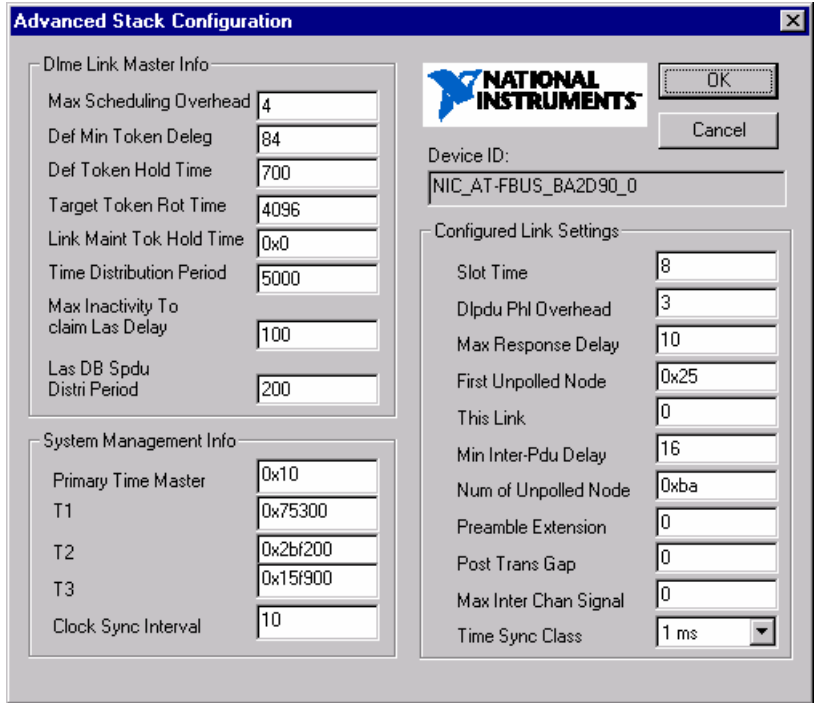 Advanced Stack Configuration
Dlme Link Master Info
Max Scheduling Overhead 4
Def Min Token Deleg 84
Def Token Hold Time 700
Target Token Rot Time 4096
Link Maint Tok Hold Time 0x0
Time Distribution Period 5000
Max Inactivity To
claim Las Delay 100
Las DB Spdu
Distri Period 200
System Management Info
Primary Time Master 0x10
T1 0x75300
T2 0x2bf200
T3 0x15f900
Clock Sync Interval 10
NATIONAL
INSTRUMENTS
OK
Cancel
Device ID:
NIC_AT-FBUS_BA2D90_0
Configured Link Settings
Slot Time 8
Dlpdu Phl Overhead 3
Max Response Delay 10
First Unpolled Node 0x25
This Link 0
Min Inter-Pdu Delay 16
Num of Unpolled Node 0xba
Preamble Extension 0
Post Trans Gap 0
Max Inter Chan Signal 0
Time Sync Class 1 ms